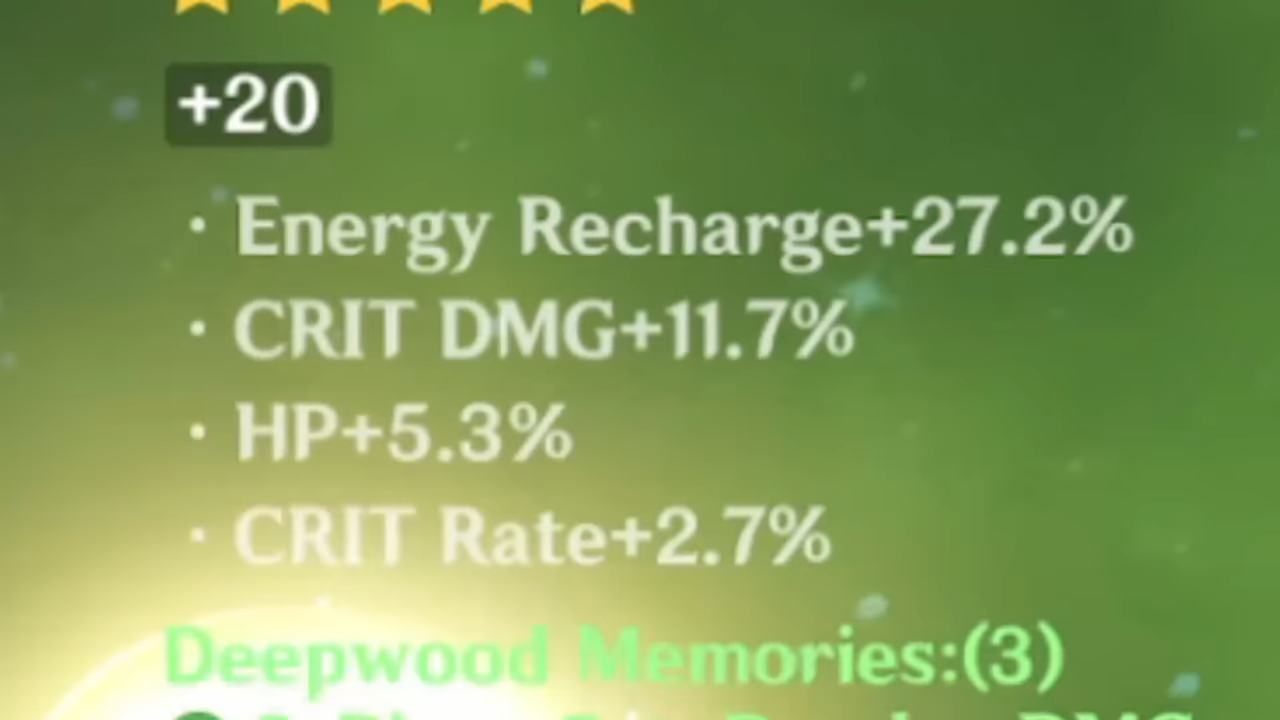 +20
· Energy Recharge+27.2%
· CRIT DMG+11.7%
· HP+5.3%
· CRIT Rate+2.7%
Deepwood Memories:(3)